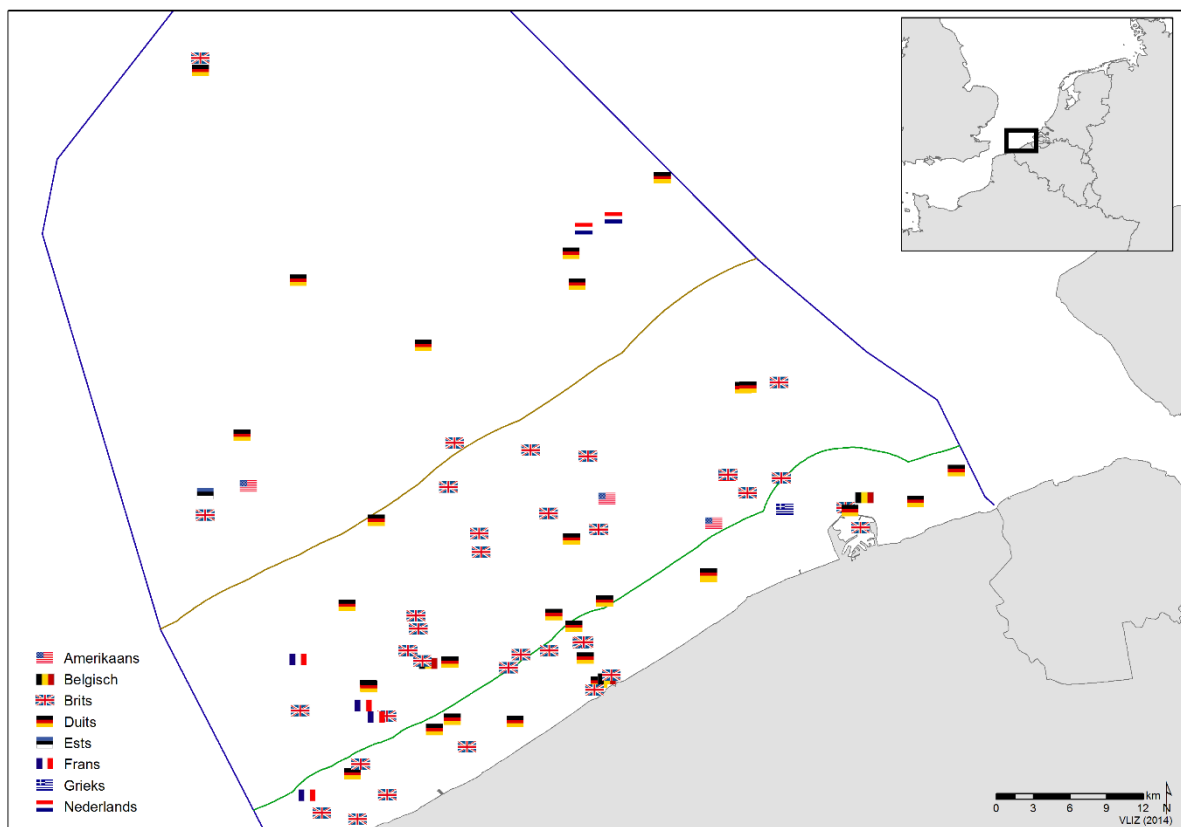 Amerikaans
Belgisch
Brits
Duits
Ests
Frans
Grieks
Nederlands
km
0 3 6 9 12
N
VLIZ (2014)